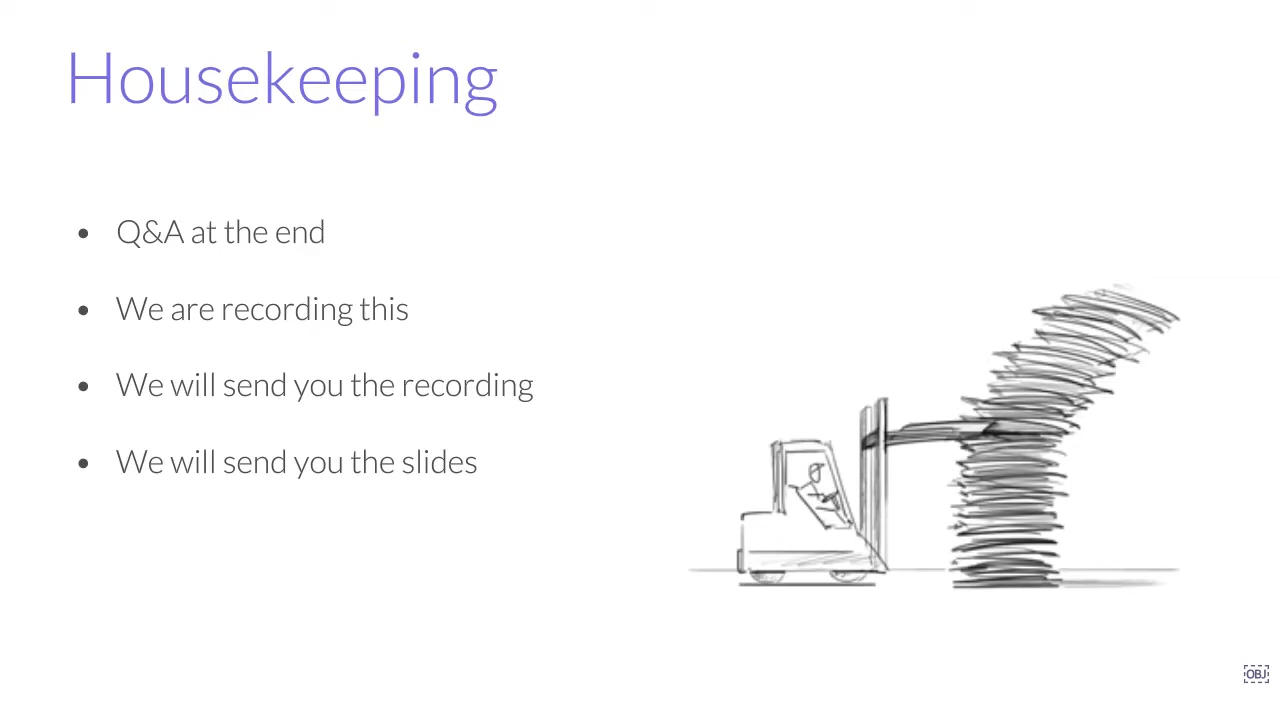 Housekeeping
• Q&A at the end
• We are recording this
• We will send you the recording
• We will send you the slides
OBJ